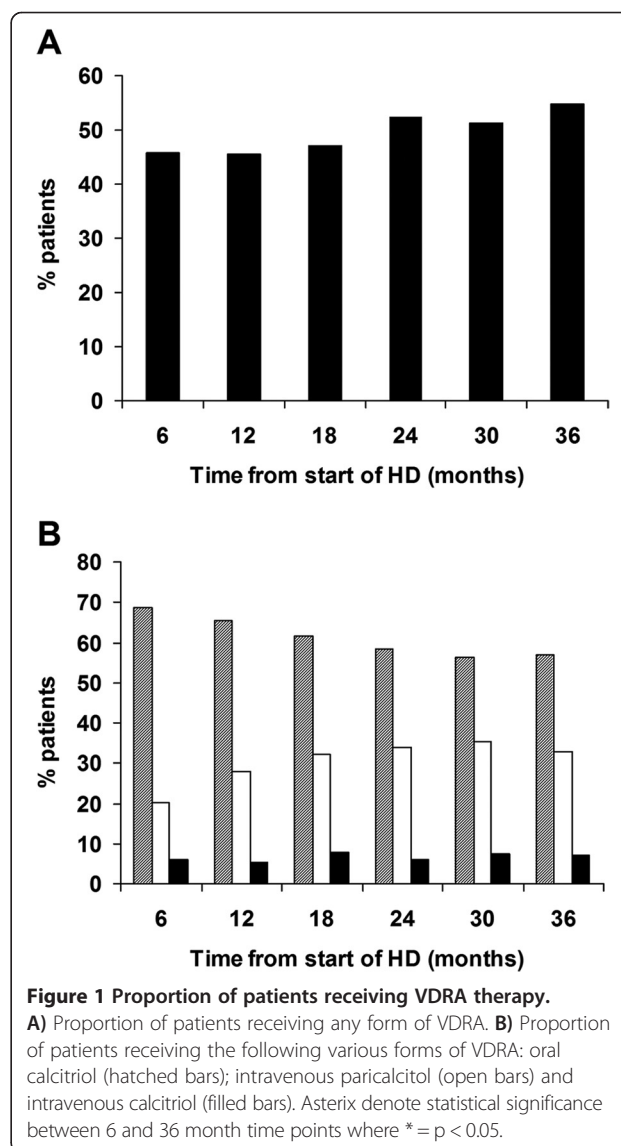 A
% patients
60
50
40
30
20
10
0
6 12 18 24 30 36
Time from start of HD (months)
B
% patients
80
70
60
50
40
30
20
10
0
6 12 18 24 30 36
Time from start of HD (months)
Figure 1 Proportion of patients receiving VDRA therapy.
A) Proportion of patients receiving any form of VDRA. B) Proportion
of patients receiving the following various forms of VDRA: oral
calcitriol (hatched bars); intravenous paricalcitol (open bars) and
intravenous calcitriol (filled bars). Asterix denote statistical significance
between 6 and 36 month time points where * = p < 0.05.